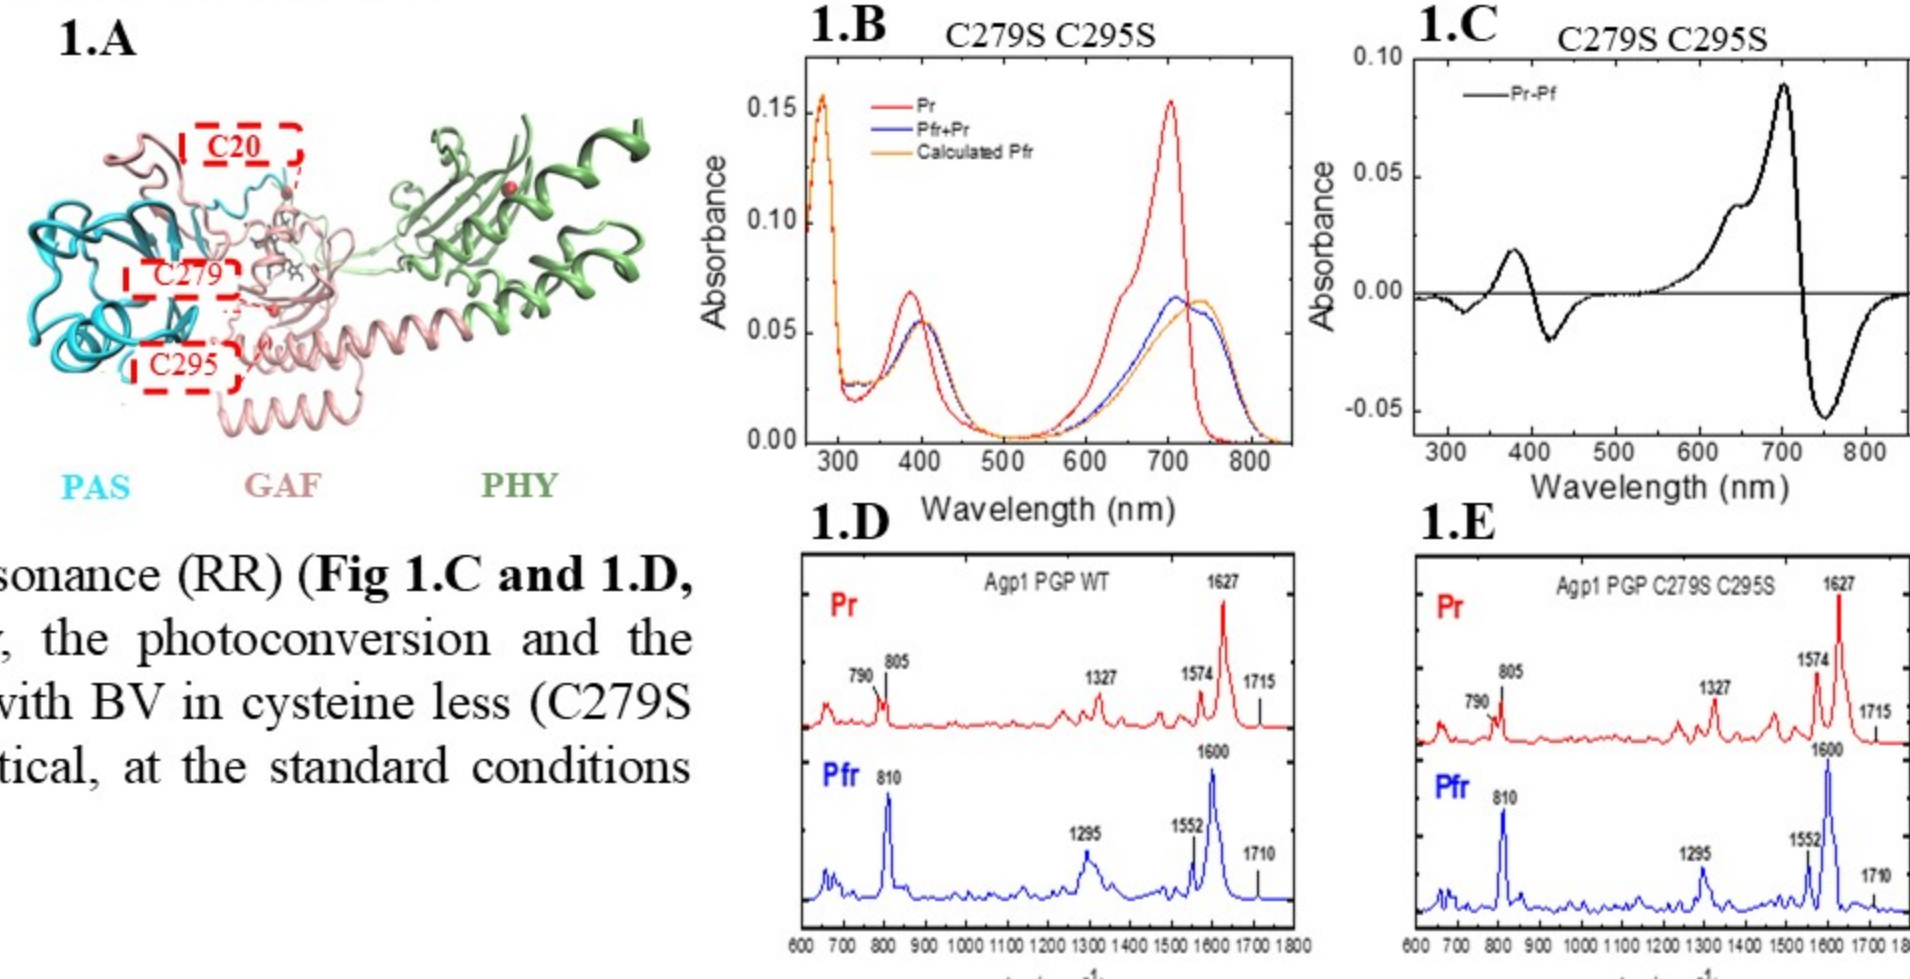 1.A
C20
C279
C295
PAS GAF PHY
sonance (RR) (Fig 1.C and 1.D,
, the photoconversion and the
with BV in cysteine less (C279S
tical, at the standard conditions
1.B
C279S C295S
Pr
Pfr+Pr
Calculated Pfr
Absorbance
0.15
0.10
0.05
0.00
300 400 500 600 700 800
Wavelength (nm)
1.C
C279S C295S
Pr-Pf
Absorbance
0.10
0.05
0.00
-0.05
300 400 500 600 700 800
Wavelength (nm)
1.D
Agp1 PGP WT
Pr
790
805
1327
1574
1627
1715
Pfr
810
1295
1552
1600
1710
600 700 800 900 1000 1100 1200 1300 1400 1500 1600 1700 1800
1.E
Agp1 PGP C279S C295S
Pr
790
805
1327
1574
1627
1715
Pfr
810
1295
1552
1600
1710
600 700 800 900 1000 1100 1200 1300 1400 1500 1600 1700